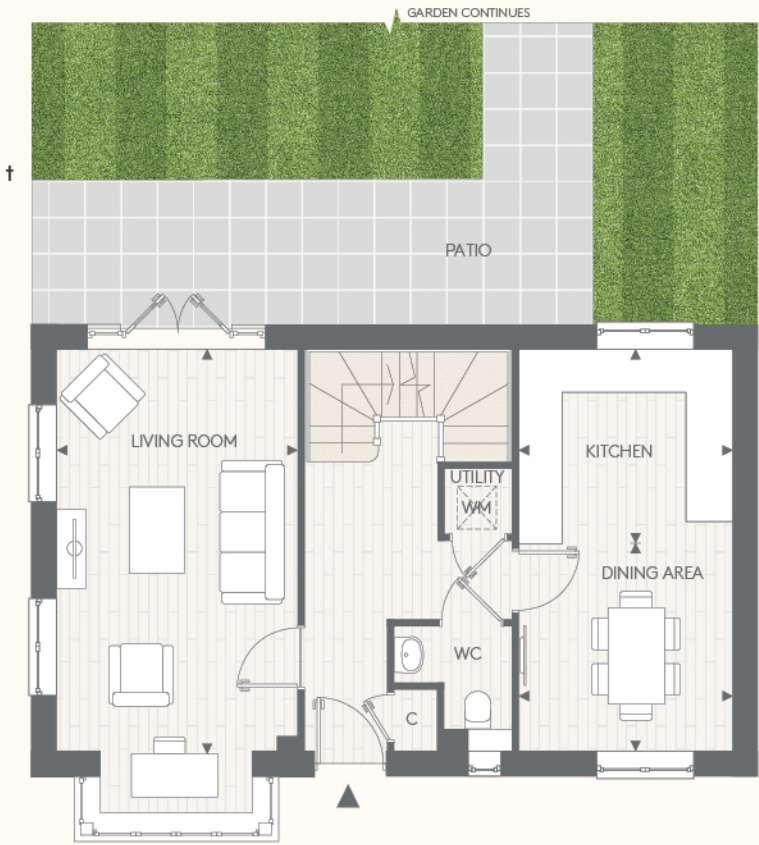 GARDEN CONTINUES
†
PATIO
LIVING ROOM
KITCHEN
UTILITY
WM
DINING AREA
WC
C